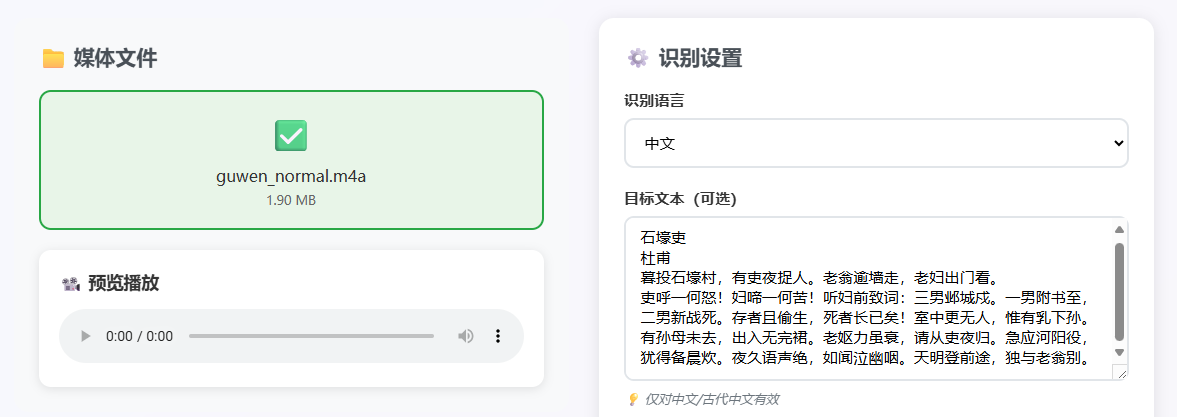 媒体文件
guwen_normal.m4a
1.90 MB
预览播放
0:00 / 0:00
识别设置
识别语言
中文
目标文本（可选）
石壕吏
杜甫
暮投石壕村，有吏夜捉人。老翁逾墙走，老妇出门看。
吏呼一何怒！妇啼一何苦！听妇前致词：三男邺城戍。一男附书至，
二男新战死。存者且偷生，死者长已矣！室中更无人，惟有乳下孙。
有孙母未去，出入无完裙。老妪力虽衰，请从吏夜归。急应河阳役，
犹得备晨炊。夜久语声绝，如闻泣幽咽。天明登前途，独与老翁别。
仅对中文/古代中文有效